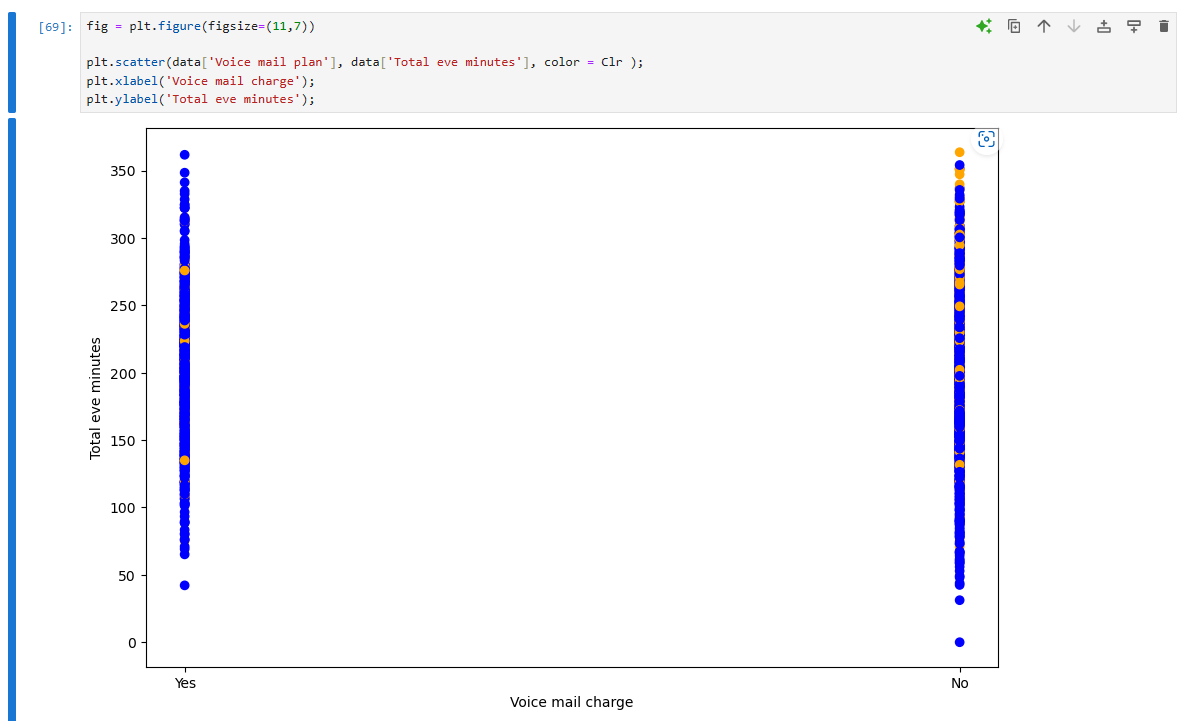 [69]:
fig = plt.figure(figsize=(11,7))
plt.scatter(data['Voice mail plan'], data['Total eve minutes'], color = Clr );
plt.xlabel('Voice mail charge');
plt.ylabel('Total eve minutes');
350
300
250
200
150
100
50
0
Total eve minutes
Yes
No
Voice mail charge